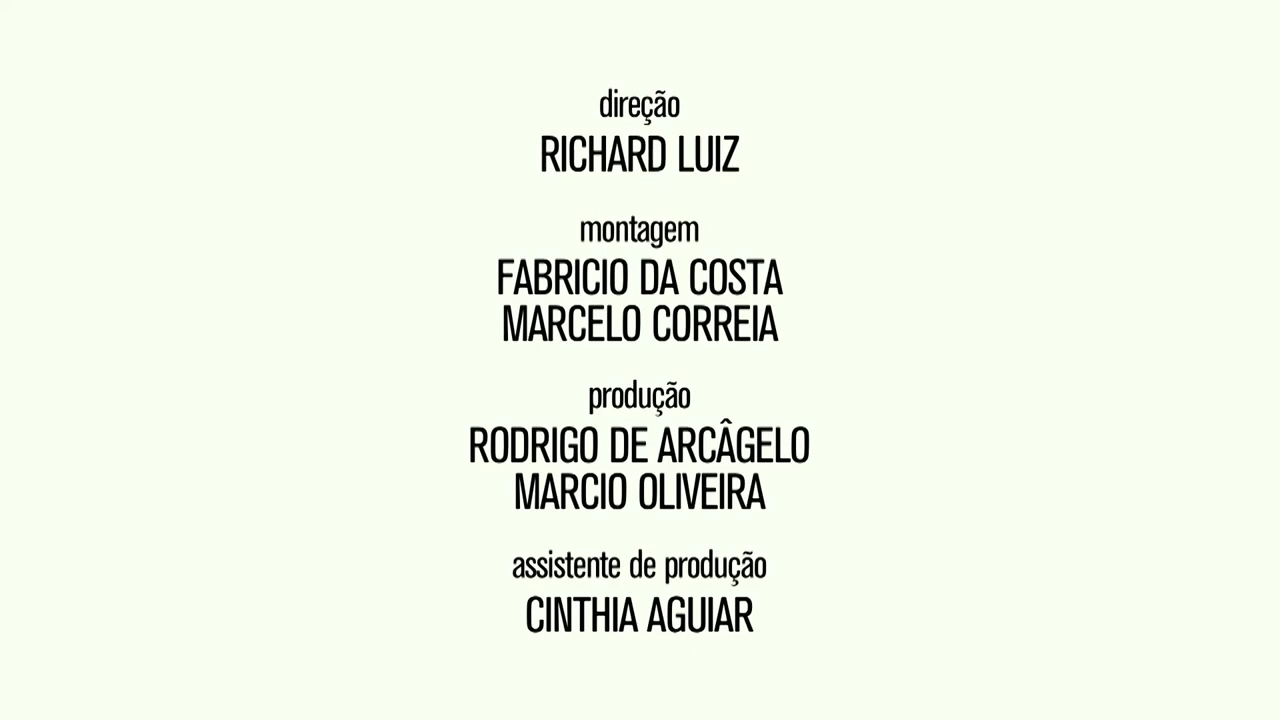 direção
RICHARD LUIZ
montagem
FABRICIO DA COSTA
MARCELO CORREIA
produção
RODRIGO DE ARCÂGELO
MARCIO OLIVEIRA
assistente de produção
CINTHIA AGUIAR